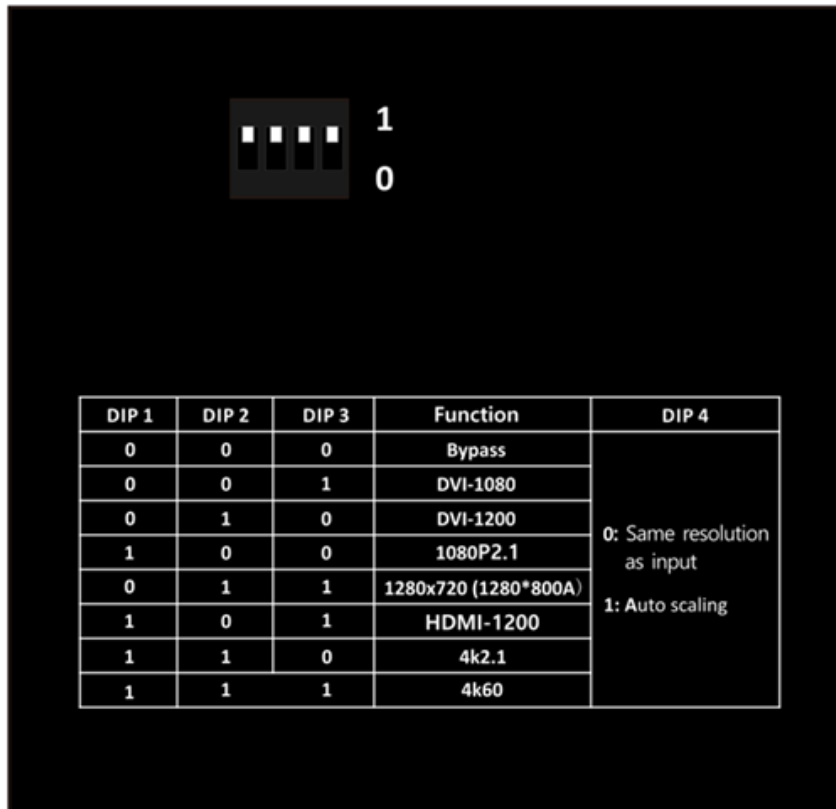 1
0
DIP 1 DIP 2 DIP 3 Function DIP 4
0 0 0 Bypass
0 0 1 DVI-1080
0 1 0 DVI-1200
1 0 0 1080P2.1
0 1 1 1280x720 (1280*800A)
1 0 1 HDMI-1200
1 1 0 4k2.1
1 1 1 4k60
0: Same resolution
as input
1: Auto scaling